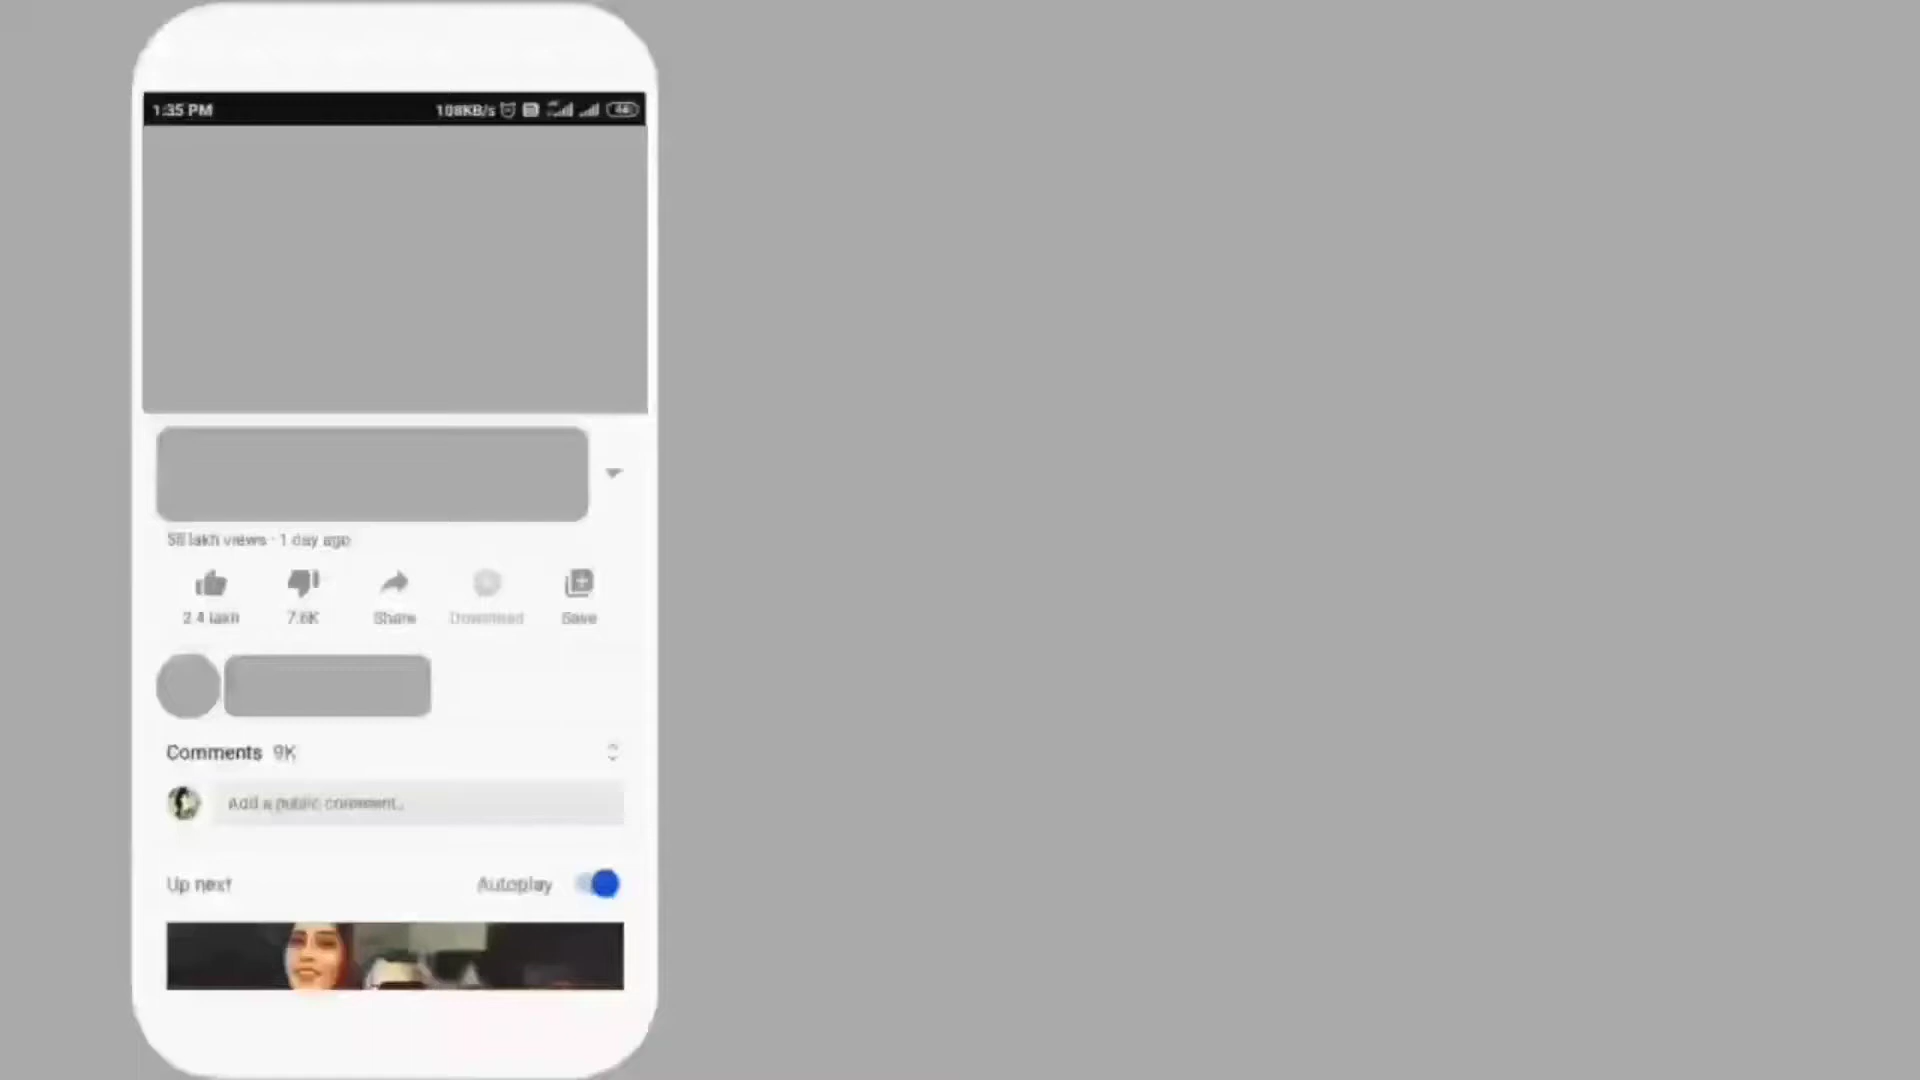 1:35 PM 108KB/s
58 lakh views · 1 day ago
2.4 lakh 7.6K Share Download Save
Comments 9K
Add a public comment...
Up next Autoplay